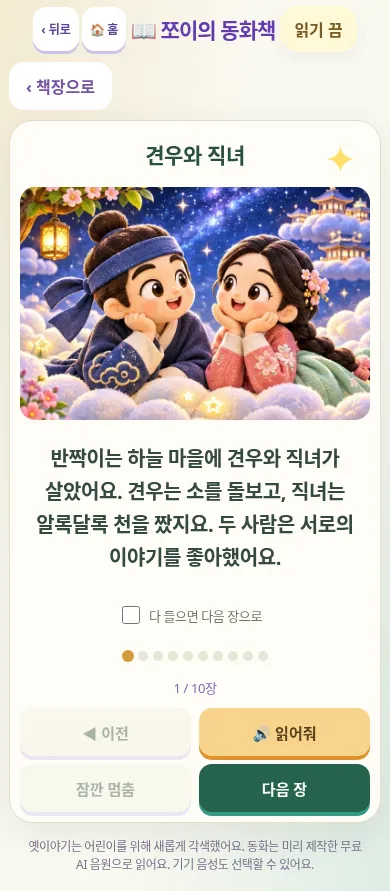 ‹ 뒤로
🏠 홈
📖 쪼이의 동화책
읽기 끔
‹ 책장으로
견우와 직녀
반짝이는 하늘 마을에 견우와 직녀가
살았어요. 견우는 소를 돌보고, 직녀는
알록달록 천을 짰지요. 두 사람은 서로의
이야기를 좋아했어요.
다 들으면 다음 장으로
1 / 10장
◀ 이전
🔊 읽어줘
잠깐 멈춤
다음 장
옛이야기는 어린이를 위해 새롭게 각색했어요. 동화는 미리 제작한 무료
AI 음원으로 읽어요. 기기 음성도 선택할 수 있어요.